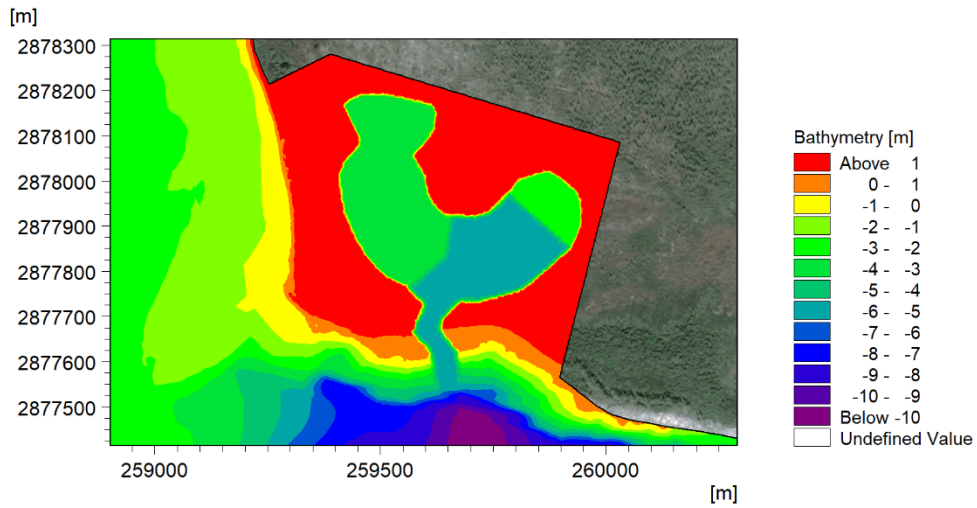 [m]
2878300
2878200
2878100
2878000
2877900
2877800
2877700
2877600
2877500
259000
259500
260000
[m]
Bathymetry [m]
Above 1
0 - 1
-1 - 0
-2 - -1
-3 - -2
-4 - -3
-5 - -4
-6 - -5
-7 - -6
-8 - -7
-9 - -8
-10 - -9
Below -10
Undefined Value